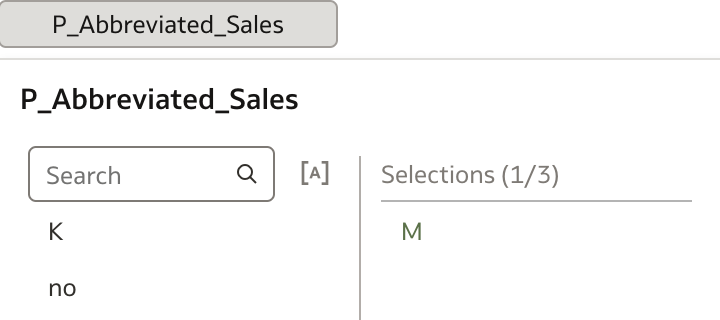 P_Abbreviated_Sales
P_Abbreviated_Sales
Search
[A]
Selections (1/3)
K
M
no